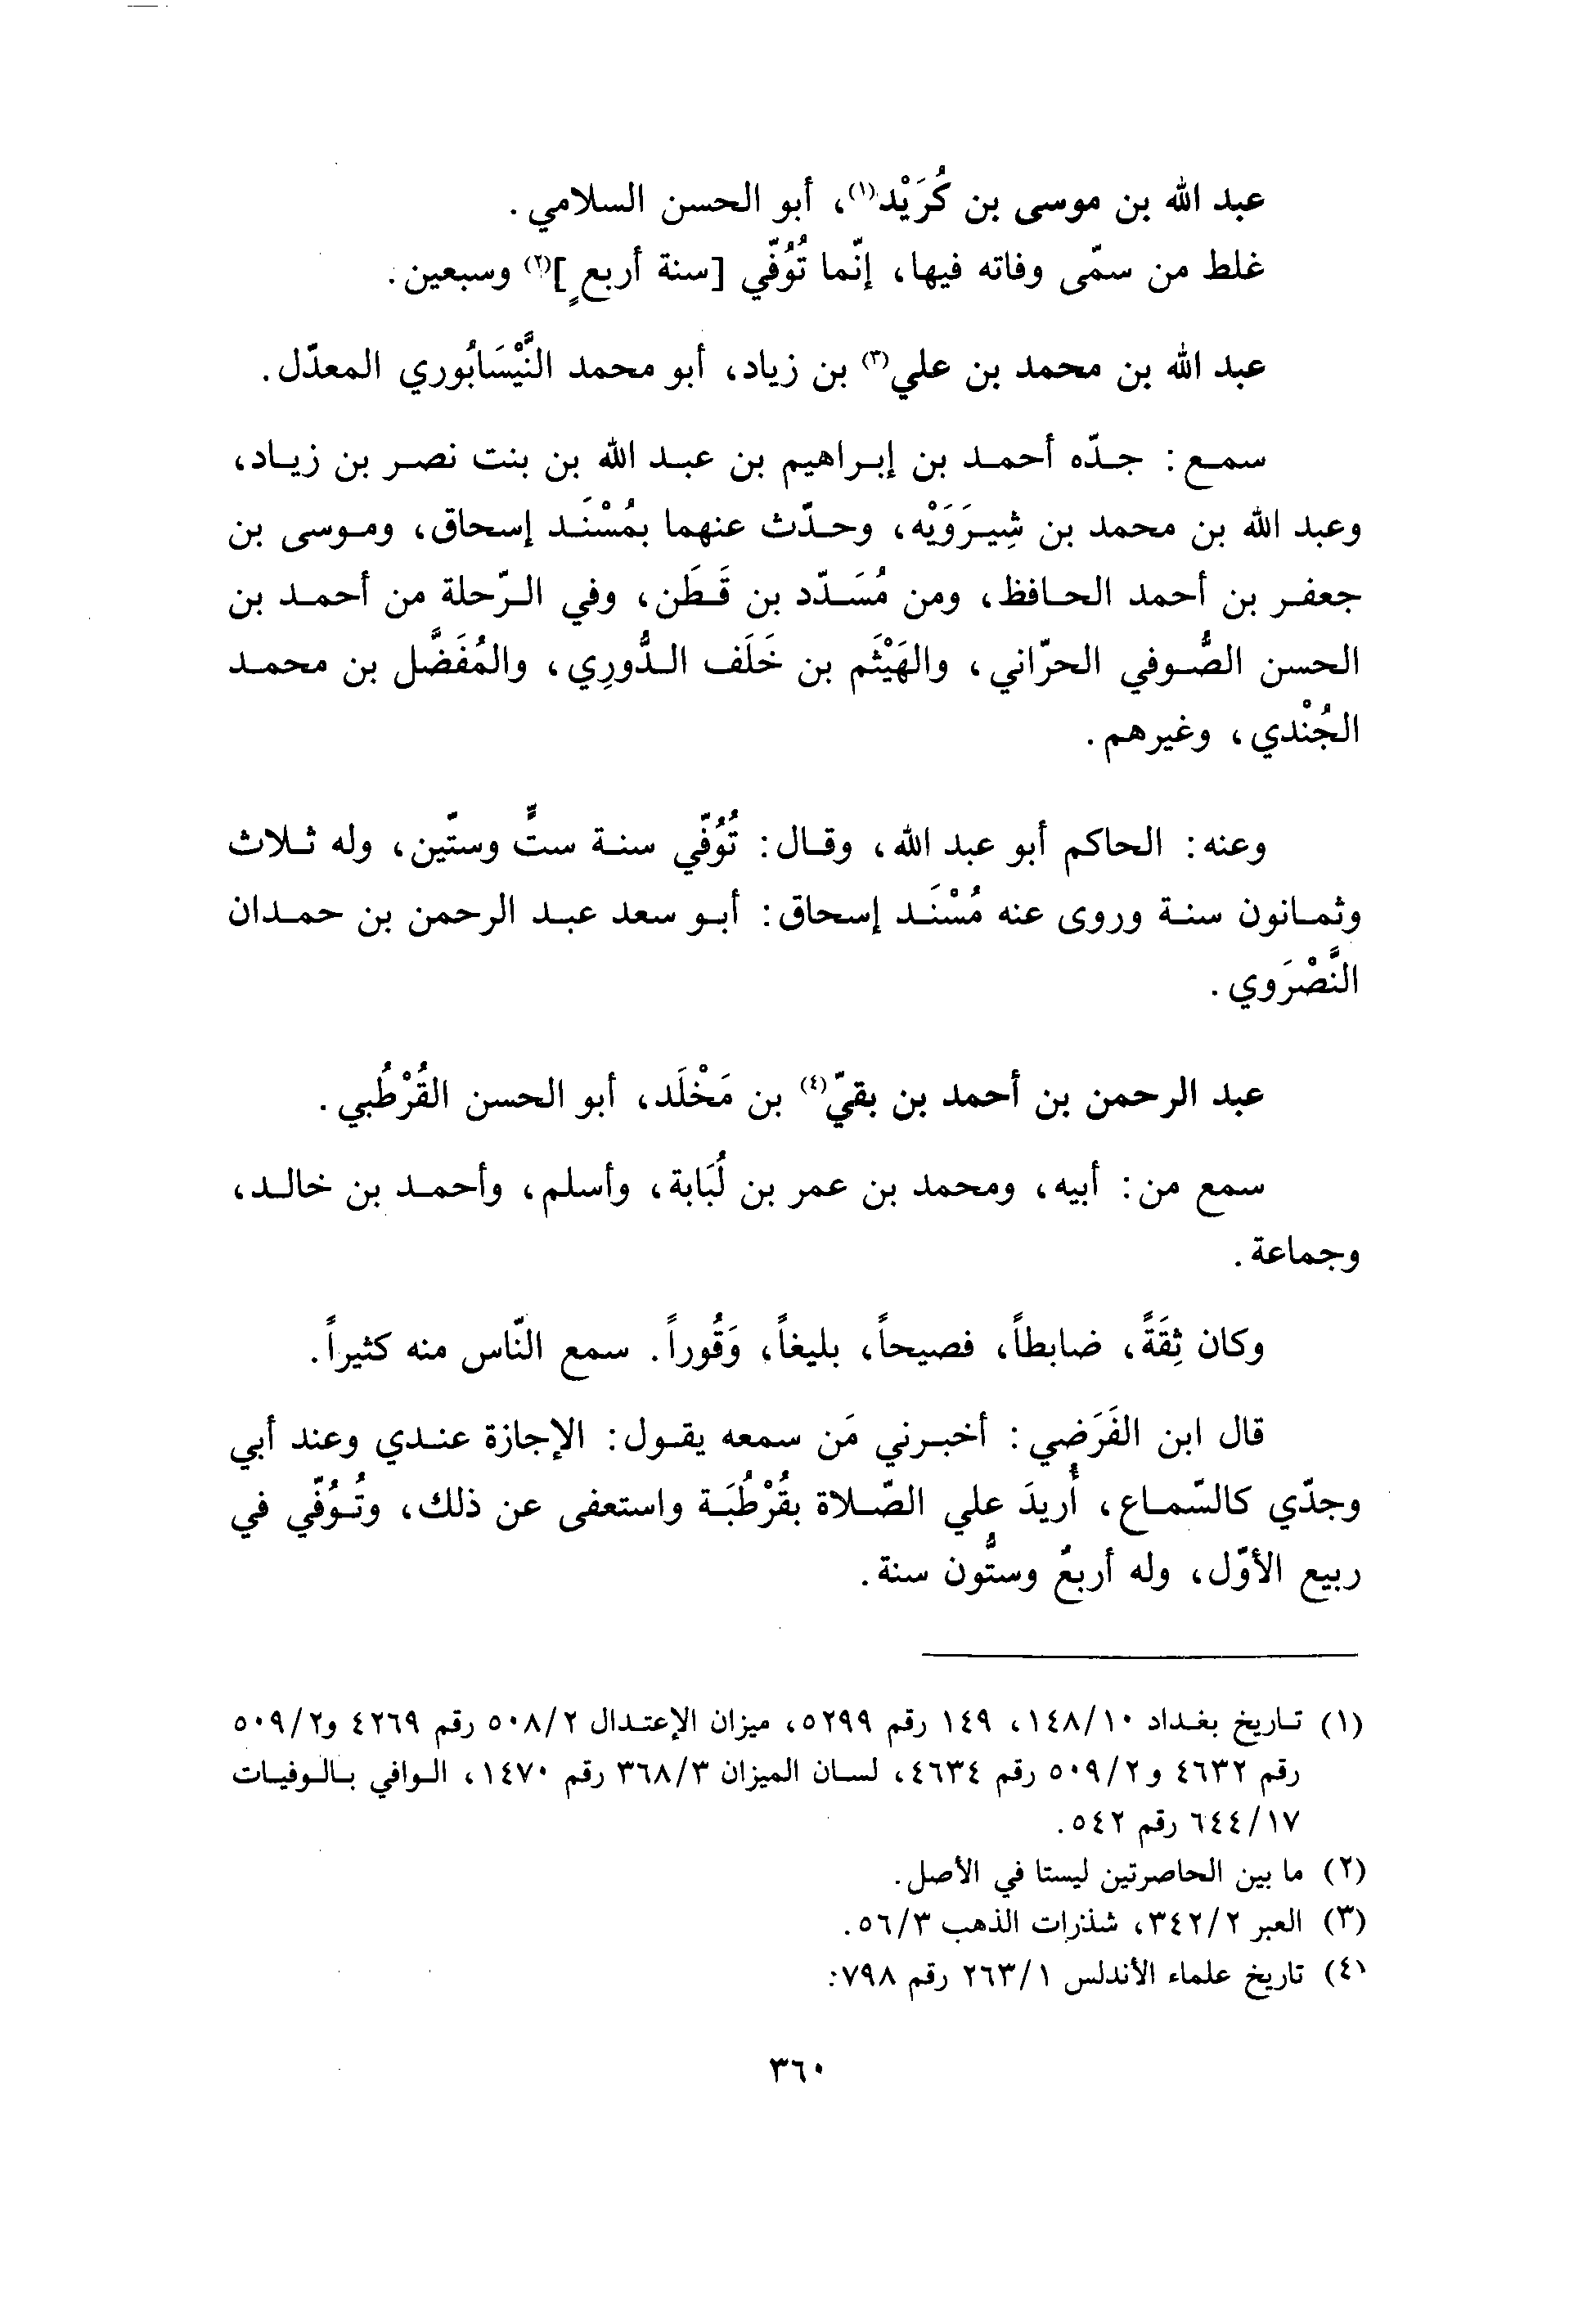 عبد الله بن موسى بن كُرَيْد(١)، أبو الحسن السلامي.
غلط من سمّى وفاته فيها، إنّما تُوُفّي [سنة أربعٍ](٢) وسبعين.
عبد الله بن محمد بن علي(٣) بن زياد، أبو محمد النَّيْسَابُوري المعدّل.
سمع: جدّه أحمد بن إبراهيم بن عبد الله بن بنت نصر بن زياد،
وعبد الله بن محمد بن شِيرَوَيْه، وحدّث عنهما بمُسْنَد إسحاق، وموسى بن
جعفر بن أحمد الحافظ، ومن مُسَدّد بن قَطَن، وفي الرّحلة من أحمد بن
الحسن الصُّوفي الحرّاني، والهَيْثَم بن خَلَف الدُّورِي، والمُفَضَّل بن محمد
الجُنْدي، وغيرهم.
وعنه: الحاكم أبو عبد الله، وقال: تُوُفّي سنة ستٍّ وستّين، وله ثلاث
وثمانون سنة وروى عنه مُسْنَد إسحاق: أبو سعد عبد الرحمن بن حمدان
النَّصْرَوي.
عبد الرحمن بن أحمد بن بقيّ(٤) بن مَخْلَد، أبو الحسن القُرْطُبي.
سمع من: أبيه، ومحمد بن عمر بن لُبَابة، وأسلم، وأحمد بن خالد،
وجماعة.
وكان ثِقَةً، ضابطاً، فصيحاً، بليغاً، وَقُوراً. سمع النّاس منه كثيراً.
قال ابن الفَرَضِي: أخبرني مَن سمعه يقول: الإجازة عندي وعند أبي
وجدّي كالسّماع، أُريدَ علي الصّلاة بقُرْطُبَة واستعفى عن ذلك، وتُوُفّي في
ربيع الأوّل، وله أربعٌ وستُّون سنة.
(١) تاريخ بغداد ١٠/ ١٤٨، ١٤٩ رقم ٥٢٩٩، ميزان الإعتدال ٢/ ٥٠٨ رقم ٤٢٦٩ و٢/ ٥٠٩
رقم ٤٦٣٢ و٢/ ٥٠٩ رقم ٤٦٣٤، لسان الميزان ٣/ ٣٦٨ رقم ١٤٧٠، الوافي بالوفيات
١٧/ ٦٤٤ رقم ٥٤٢.
(٢) ما بين الحاصرتين ليستا في الأصل.
(٣) العبر ٢/ ٣٤٢، شذرات الذهب ٣/ ٥٦.
(٤) تاريخ علماء الأندلس ١/ ٢٦٣ رقم ٧٩٨:
٣٦٠